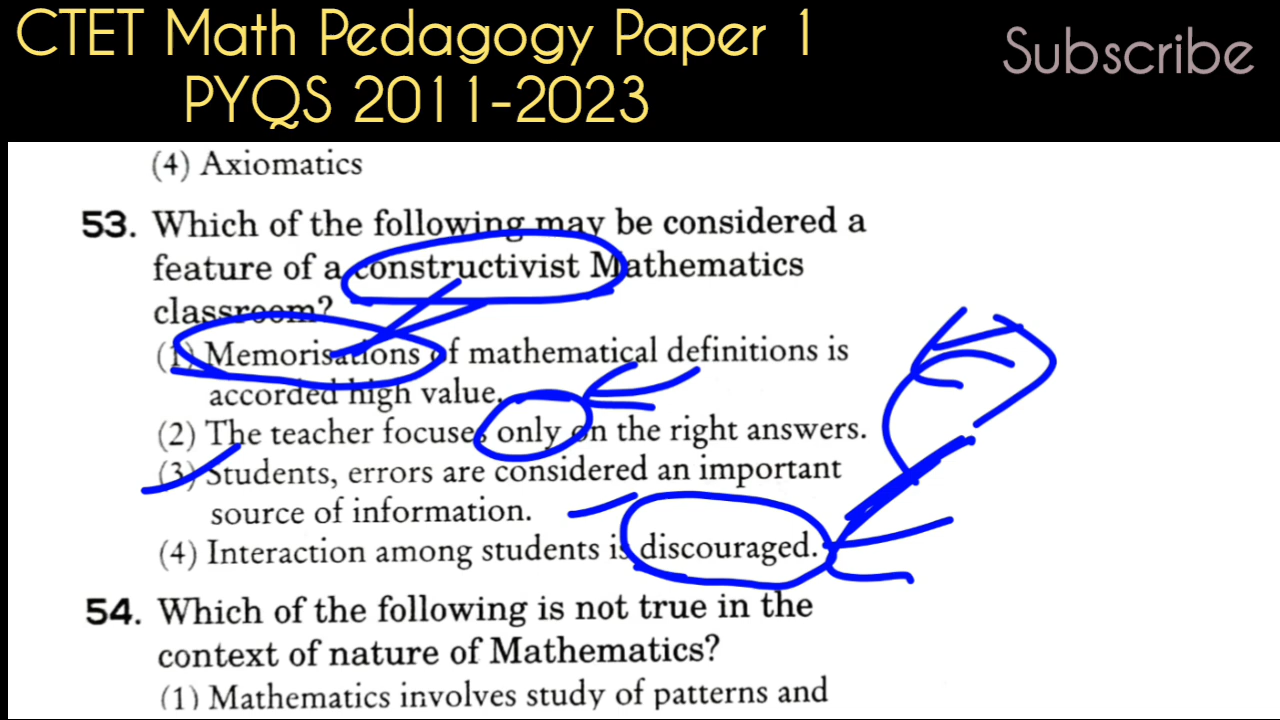 CTET Math Pedagogy Paper 1
Subscribe
PYQS 2011-2023
(4) Axiomatics
53. Which of the following may be considered a
feature of a constructivist Mathematics
classroom?
(1) Memorisations of mathematical definitions is
accorded high value.
(2) The teacher focuses only on the right answers.
(3) Students, errors are considered an important
source of information.
(4) Interaction among students is discouraged.
54. Which of the following is not true in the
context of nature of Mathematics?
(1) Mathematics involves study of patterns and